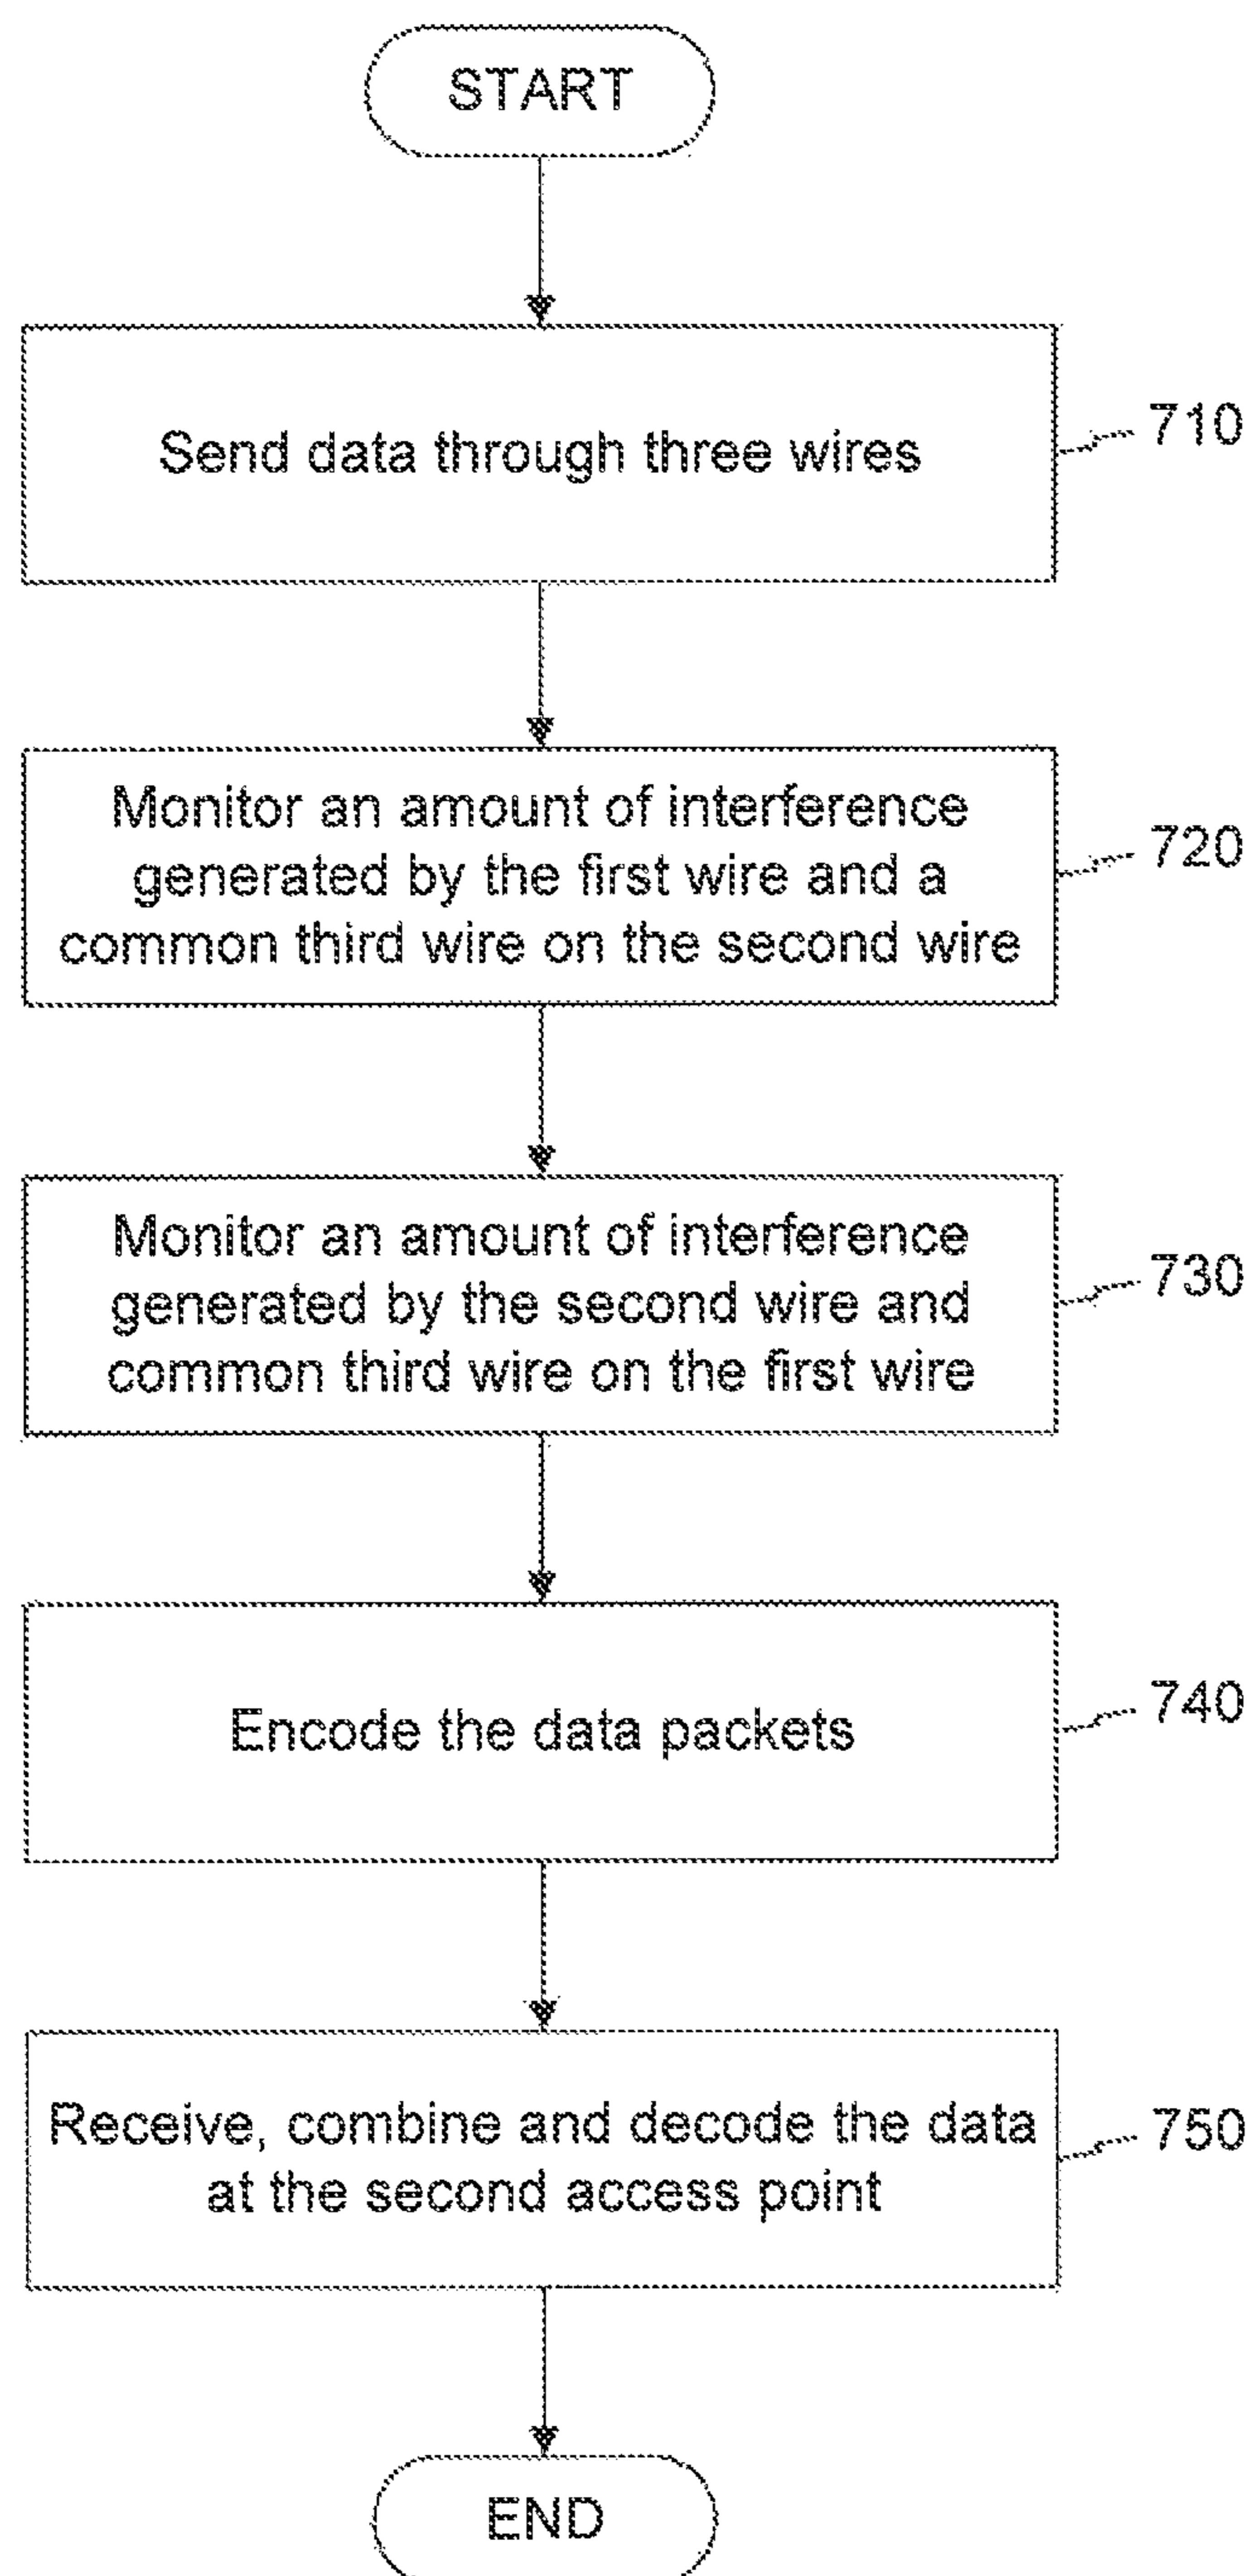 START
Send data through three wires
710
Monitor an amount of interference
generated by the first wire and a
common third wire on the second wire
720
Monitor an amount of interference
generated by the second wire and
common third wire on the first wire
730
Encode the data packets
740
Receive, combine and decode the data
at the second access point
750
END